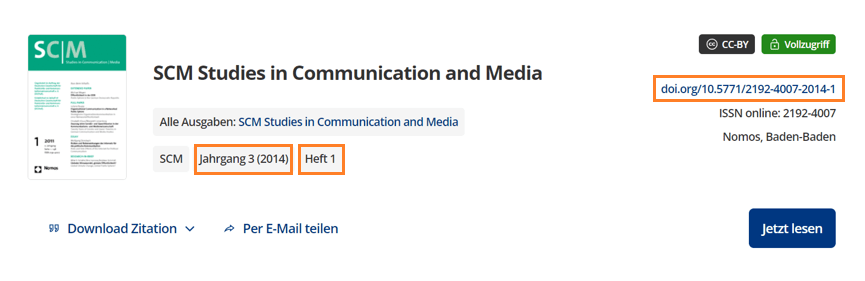 CC-BY
Vollzugriff
SC|M
Studies in Communication | Media
SCM Studies in Communication and Media
doi.org/10.5771/2192-4007-2014-1
Alle Ausgaben: SCM Studies in Communication and Media
ISSN online: 2192-4007
Nomos, Baden-Baden
1
2011
SCM
Jahrgang 3 (2014)
Heft 1
Nomos
Download Zitation
Per E-Mail teilen
Jetzt lesen